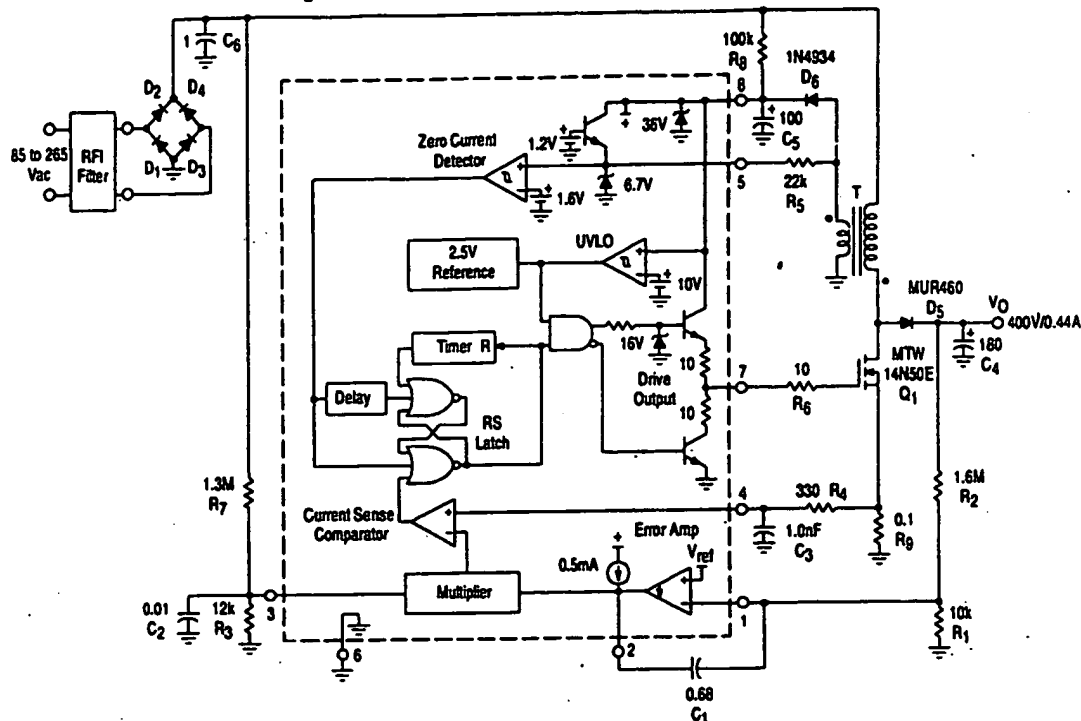 1
C6
100k
R8
1N4934
D6
D2
D4
D1
D3
85 to 265
Vac
RFI
Filter
8
36V
1.2V
100
C5
Zero Current
Detector
6.7V
1.6V
5
22k
R5
T
UVLO
2.5V
Reference
10V
MUR460
D5
VO
400V/0.44A
180
C4
Timer R
16V
10
Drive
Output
10
7
10
R6
MTW
14N50E
Q1
Delay
RS
Latch
1.3M
R7
1.6M
R2
4
330 R4
Current Sense
Comparator
1.0nF
C3
0.1
R9
Error Amp
0.5mA
Vref
Multiplier
3
1
0.01
C2
12k
R3
10k
R1
6
2
0.68
C1